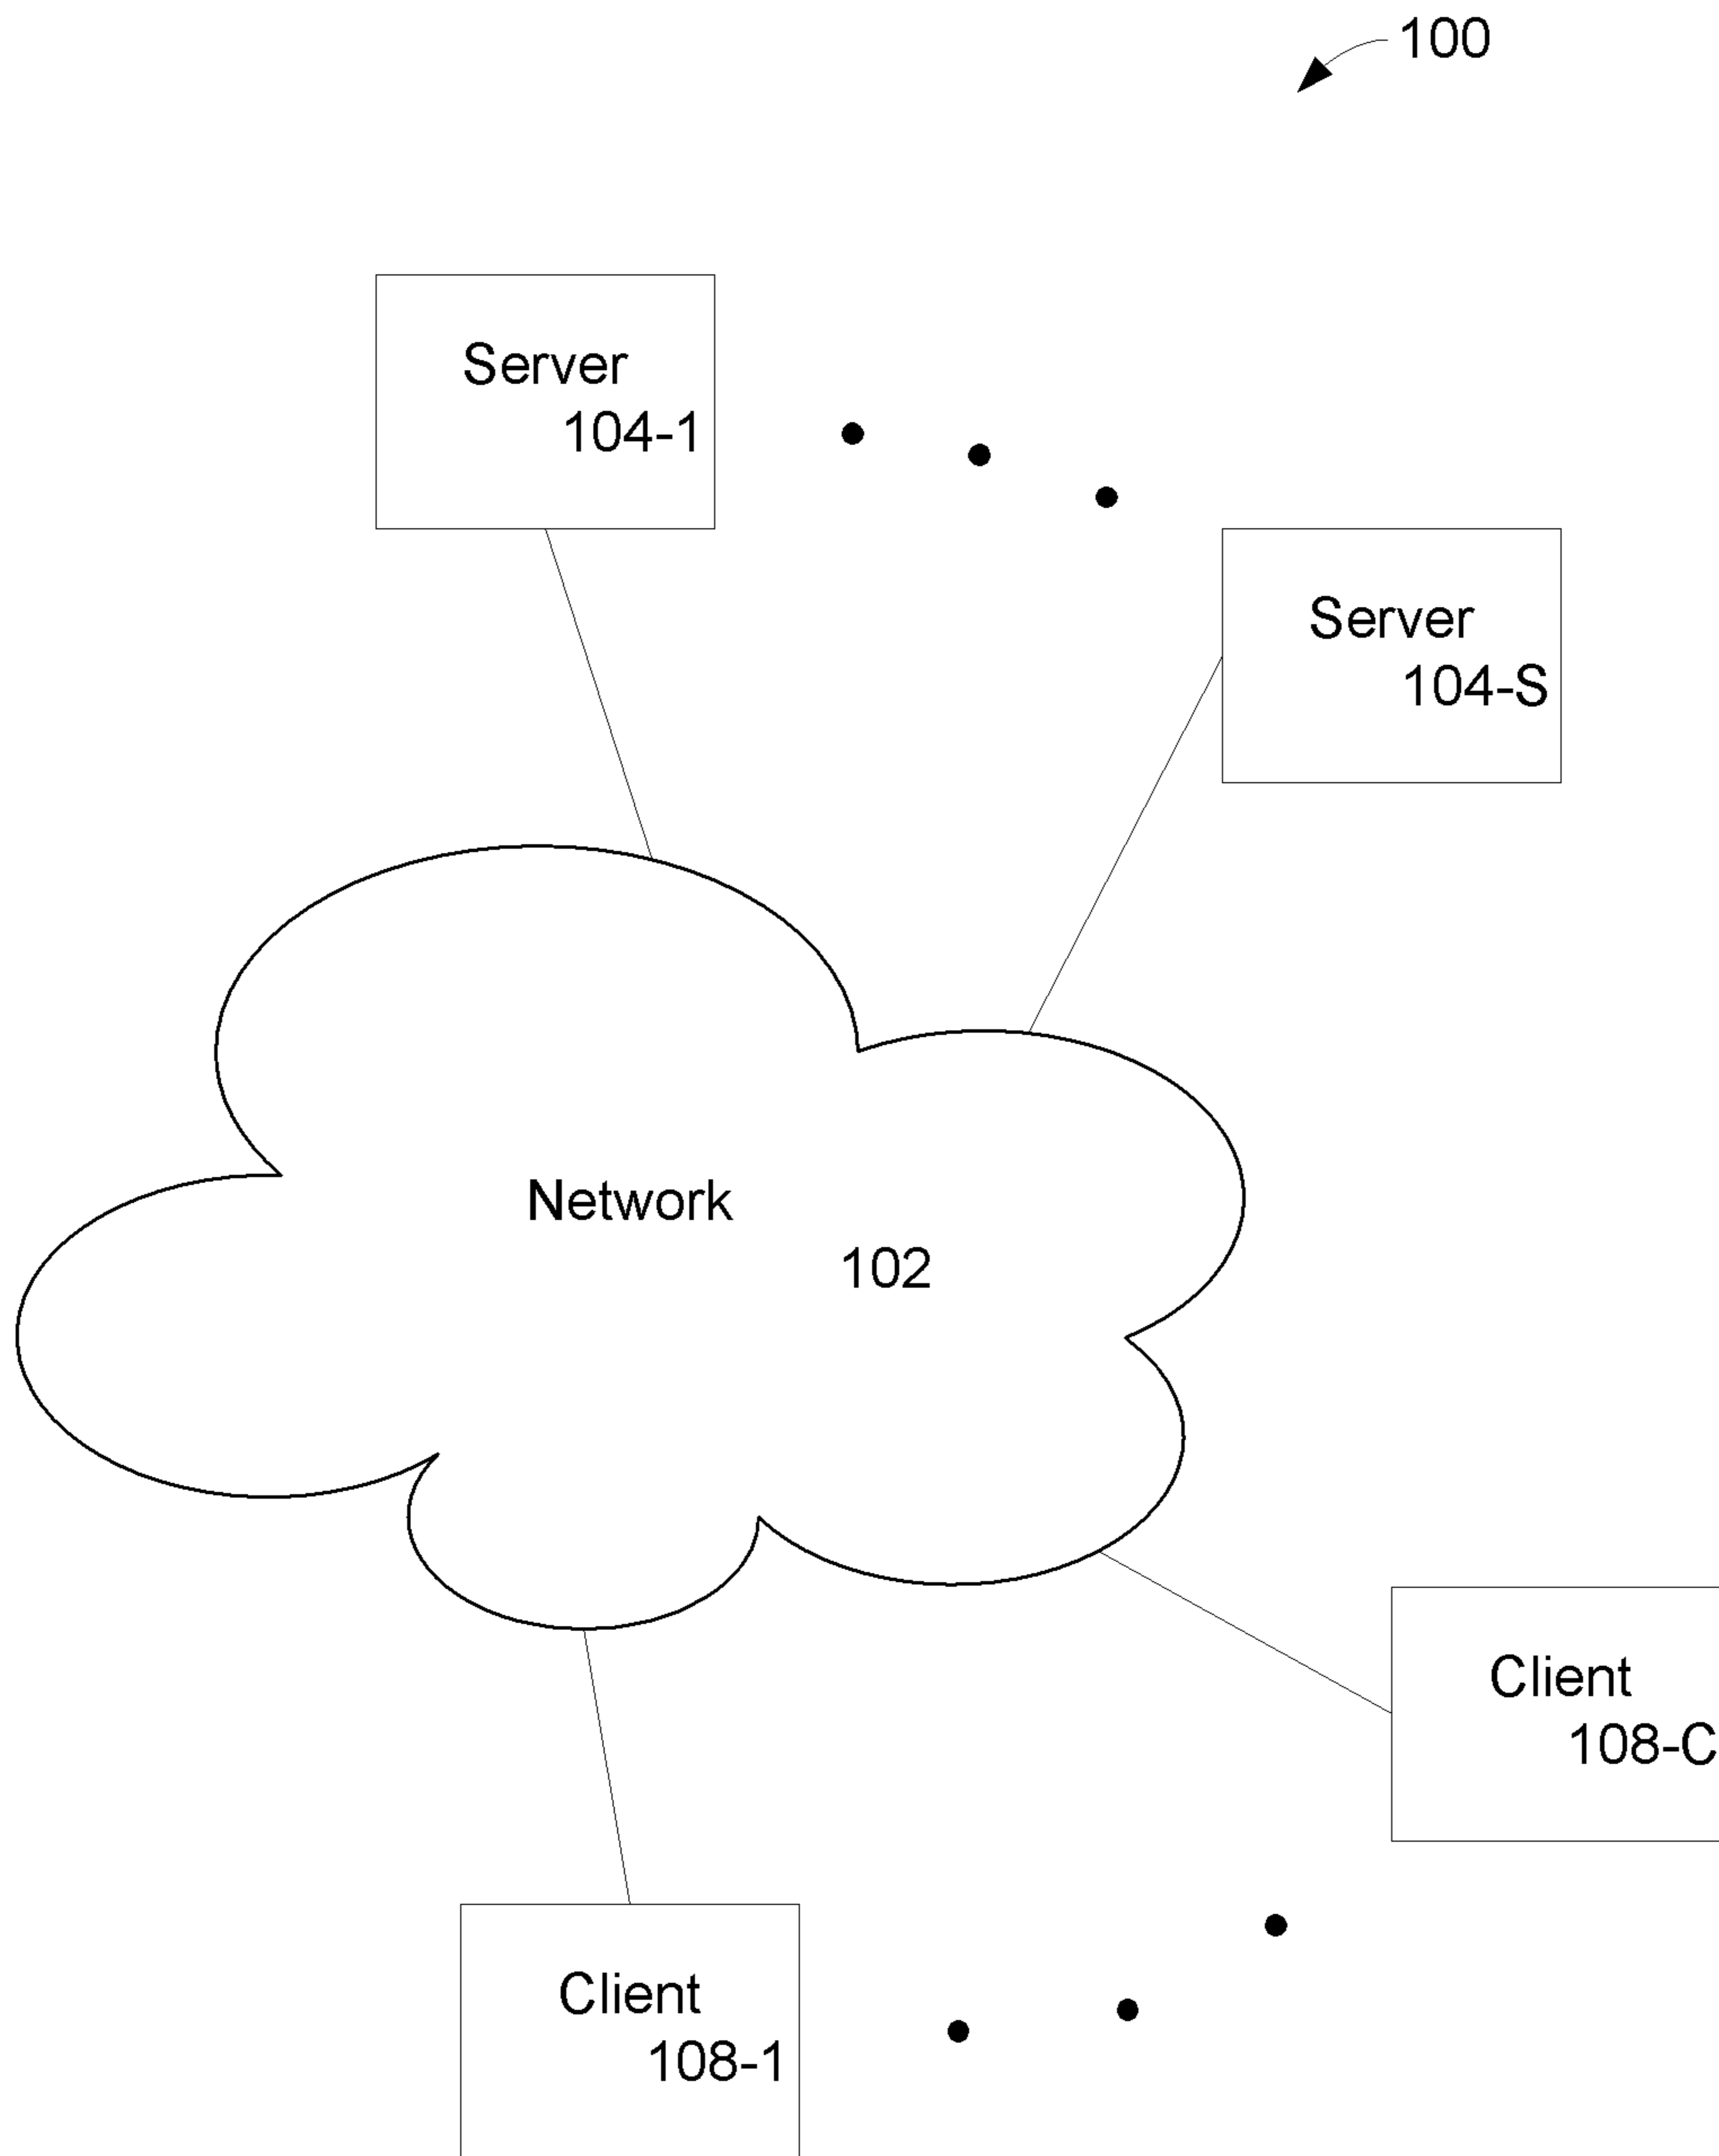 100
Server
104-1
Server
104-S
Network
102
Client
108-C
Client
108-1